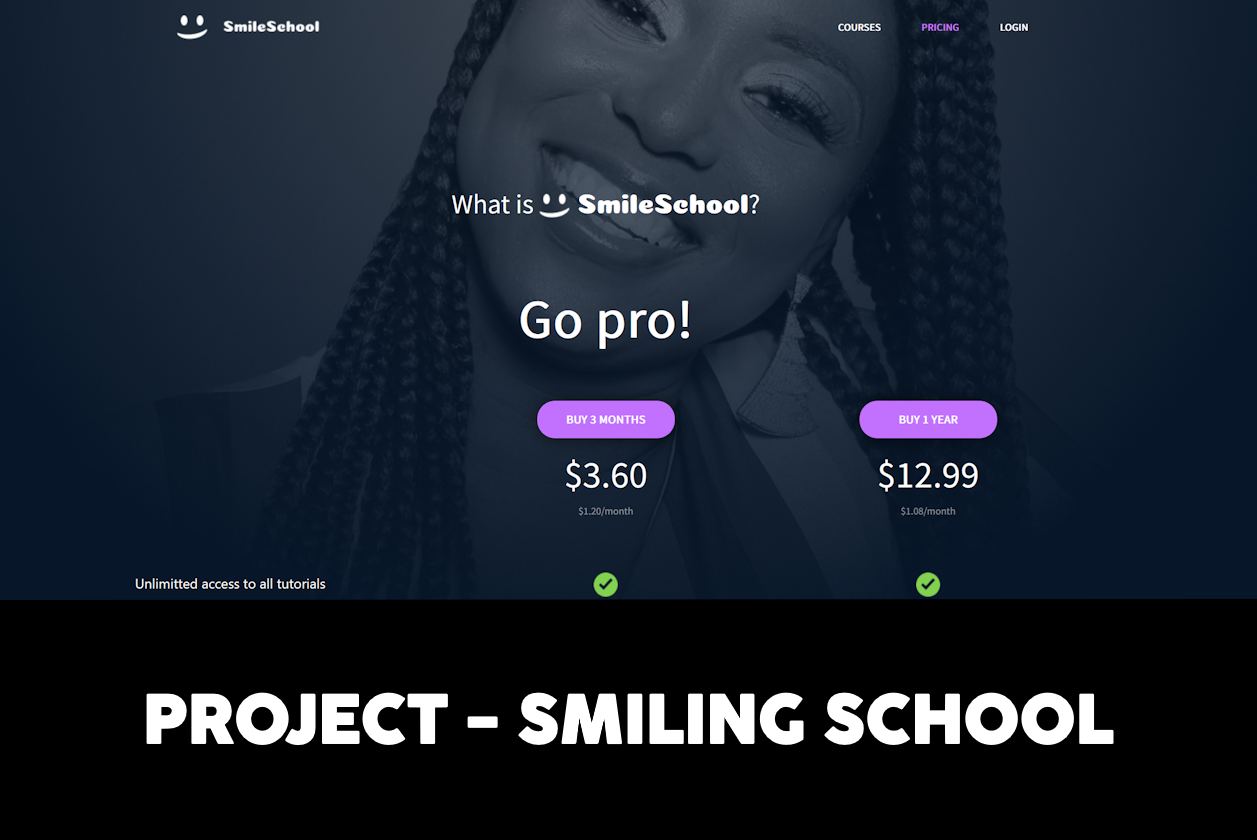 SmileSchool COURSES PRICING LOGIN
What is SmileSchool?
Go pro!
BUY 3 MONTHS BUY 1 YEAR
$3.60 $12.99
$1.20/month $1.08/month
Unlimitted access to all tutorials
PROJECT - SMILING SCHOOL